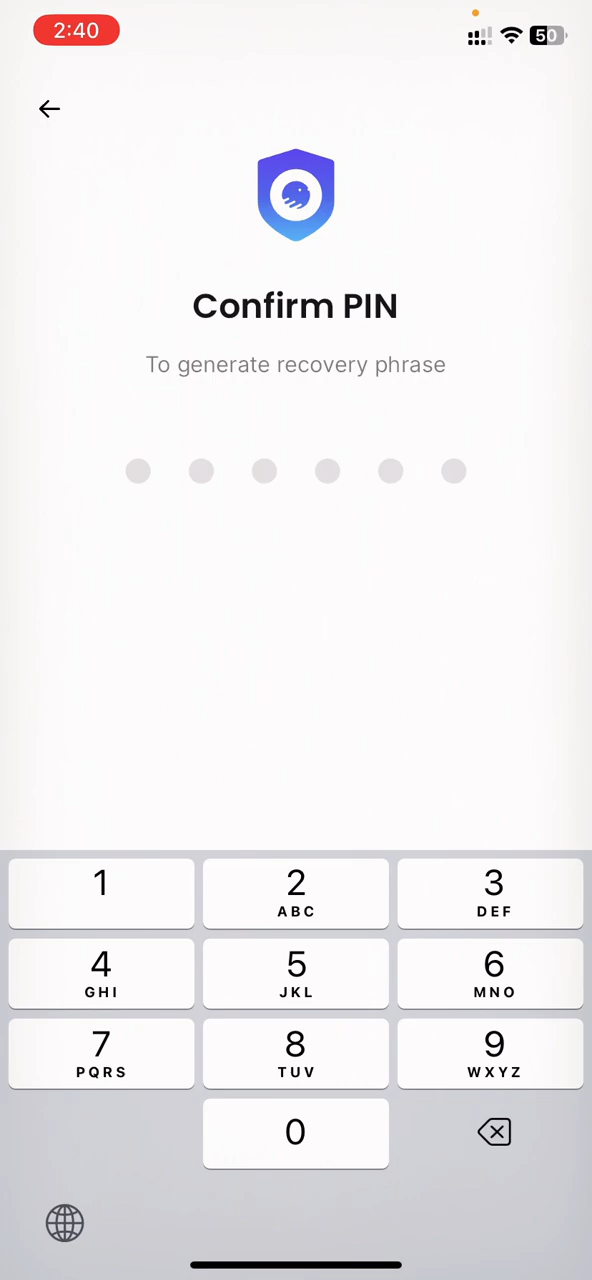 2:40
50
Confirm PIN
To generate recovery phrase
1
2
ABC
3
DEF
4
GHI
5
JKL
6
MNO
7
PQRS
8
TUV
9
WXYZ
0